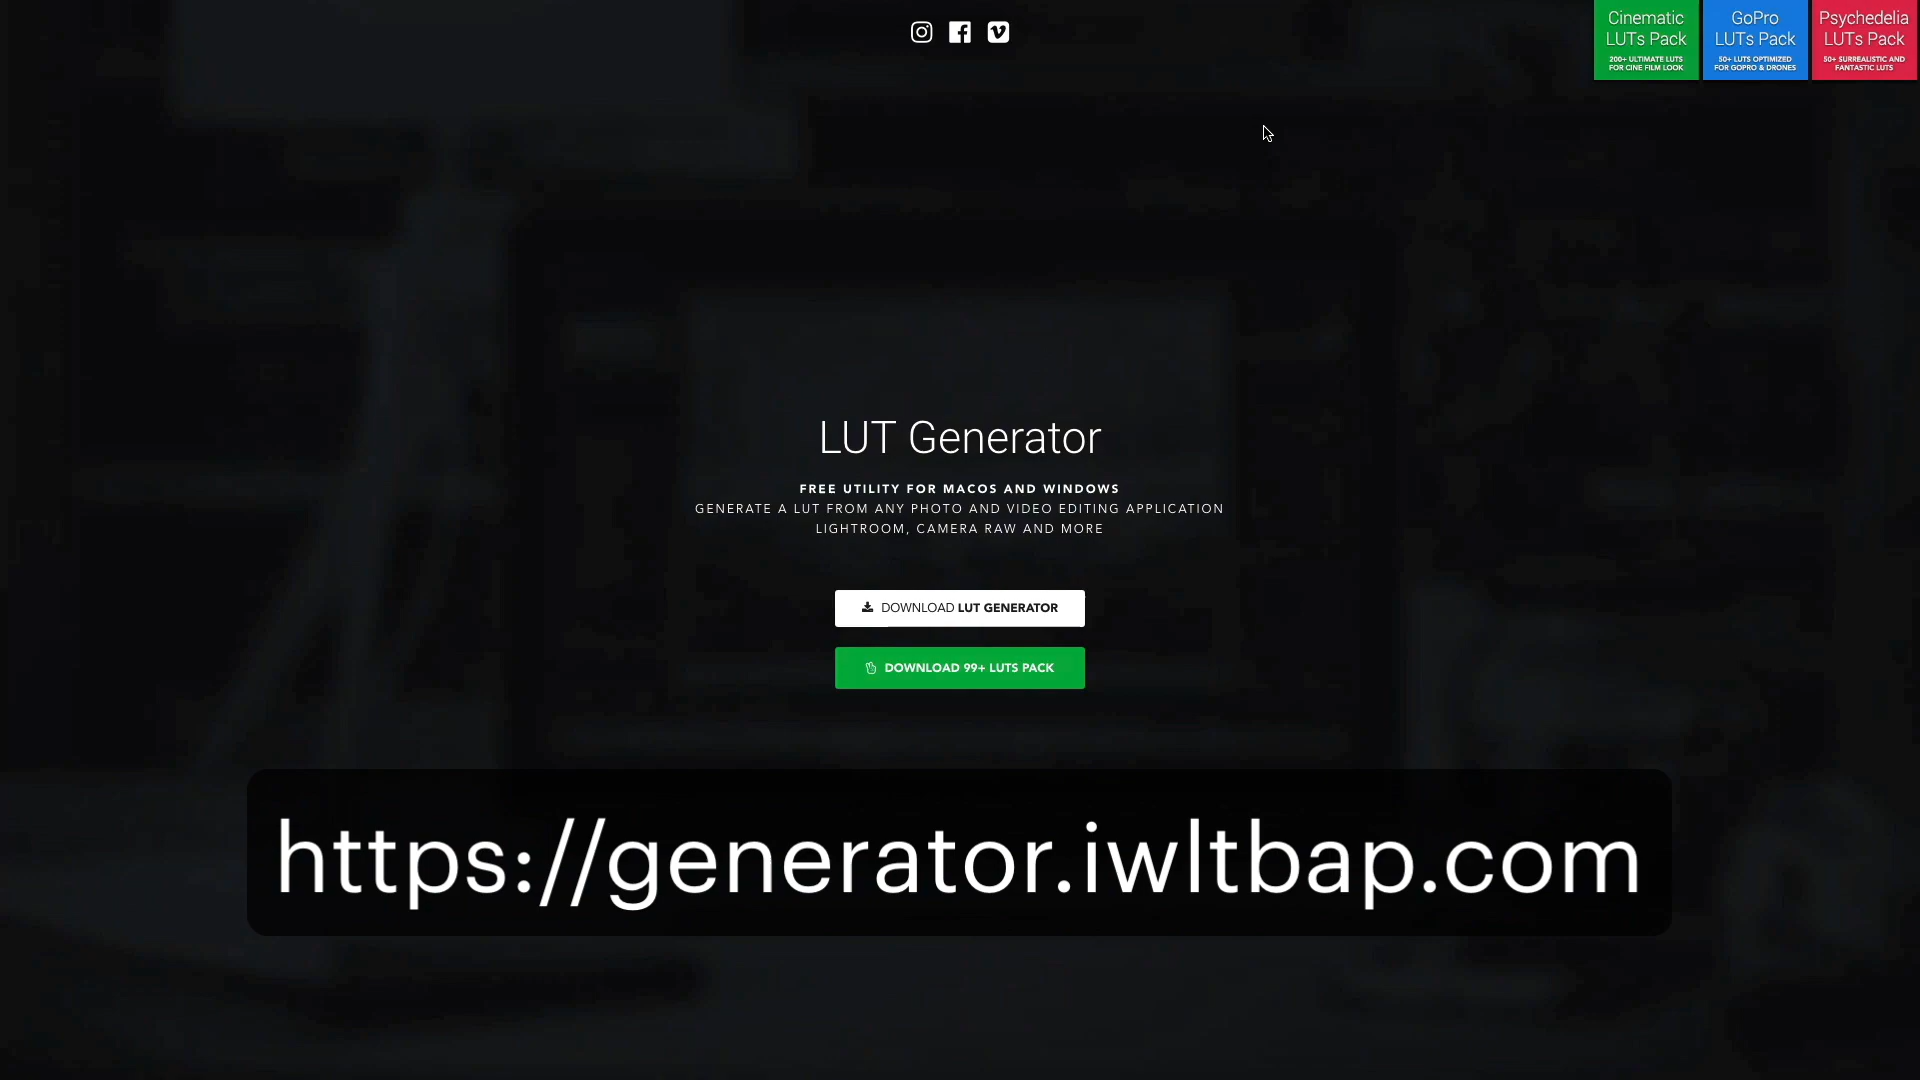 Cinematic
LUTs Pack
200+ ULTIMATE LUTS
FOR CINE FILM LOOK
GoPro
LUTs Pack
50+ LUTS OPTIMIZED
FOR GOPRO & DRONES
Psychedelia
LUTs Pack
50+ SURREALISTIC AND
FANTASTIC LUTS
LUT Generator
FREE UTILITY FOR MACOS AND WINDOWS
GENERATE A LUT FROM ANY PHOTO AND VIDEO EDITING APPLICATION
LIGHTROOM, CAMERA RAW AND MORE
DOWNLOAD LUT GENERATOR
DOWNLOAD 99+ LUTS PACK
https://generator.iwltbap.com